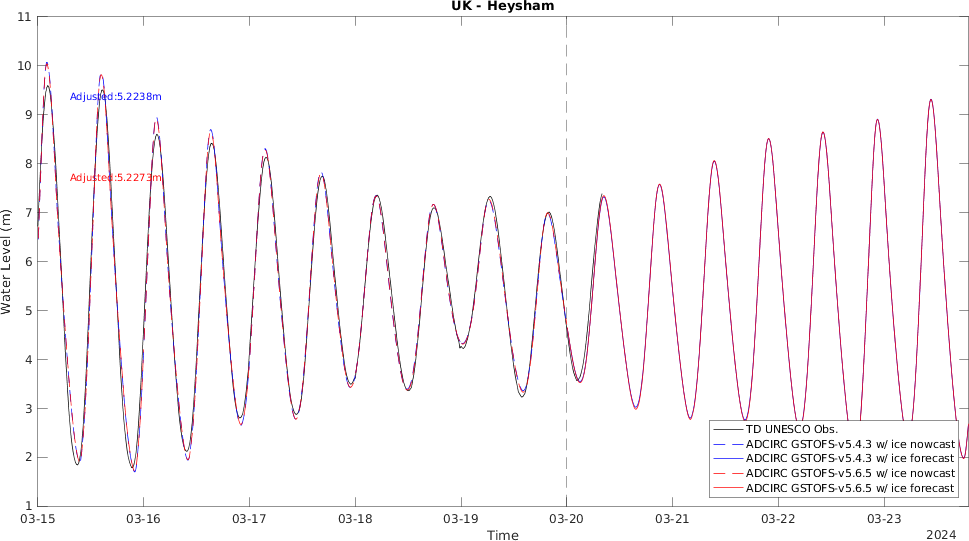 UK - Heysham
11
10
9
8
7
6
5
4
3
2
1
Water Level (m)
Adjusted:5.2238m
Adjusted:5.2273m
TD UNESCO Obs.
ADCIRC GSTOFS-v5.4.3 w/ ice nowcast
ADCIRC GSTOFS-v5.4.3 w/ ice forecast
ADCIRC GSTOFS-v5.6.5 w/ ice nowcast
ADCIRC GSTOFS-v5.6.5 w/ ice forecast
03-15 03-16 03-17 03-18 03-19 03-20 03-21 03-22 03-23
Time
2024